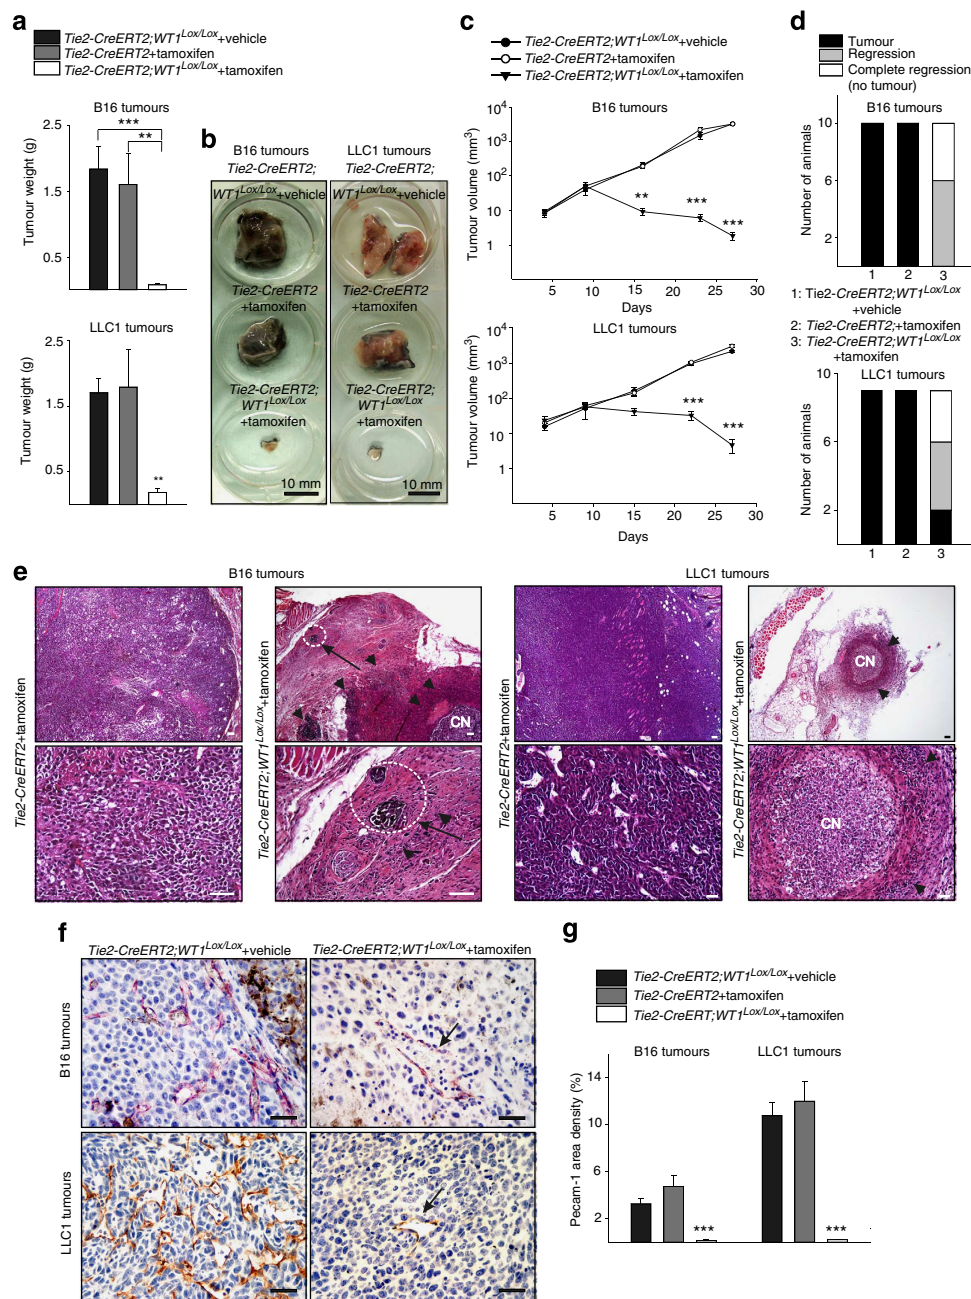 a
Tie2-CreERT2;WT1Lox/Lox+vehicle
Tie2-CreERT2+tamoxifen
Tie2-CreERT2;WT1Lox/Lox+tamoxifen
B16 tumours
Tumour weight (g)
2.5
1.5
0.5
***
**
LLC1 tumours
Tumour weight (g)
2.5
1.5
0.5
**
b
B16 tumours
Tie2-CreERT2;
WT1Lox/Lox+vehicle
Tie2-CreERT2
+tamoxifen
Tie2-CreERT2;
WT1Lox/Lox
+tamoxifen
10 mm
LLC1 tumours
Tie2-CreERT2;
WT1Lox/Lox+vehicle
Tie2-CreERT2
+tamoxifen
Tie2-CreERT2;
WT1Lox/Lox
+tamoxifen
10 mm
c
Tie2-CreERT2;WT1Lox/Lox+vehicle
Tie2-CreERT2+tamoxifen
Tie2-CreERT2;WT1Lox/Lox+tamoxifen
B16 tumours
Tumour volume (mm3)
104
103
102
10
1
**
***
***
5 10 15 20 25 30
Days
LLC1 tumours
Tumour volume (mm3)
104
103
102
10
1
***
***
5 10 15 20 25 30
Days
d
Tumour
Regression
Complete regression
(no tumour)
B16 tumours
Number of animals
10
6
2
1 2 3
1: Tie2-CreERT2;WT1Lox/Lox
+vehicle
2: Tie2-CreERT2;+tamoxifen
3: Tie2-CreERT2;WT1Lox/Lox
+tamoxifen
LLC1 tumours
Number of animals
10
6
2
1 2 3
e
B16 tumours
Tie2-CreERT2+tamoxifen
Tie2-CreERT2;WT1Lox/Lox+tamoxifen
CN
LLC1 tumours
Tie2-CreERT2+tamoxifen
Tie2-CreERT2;WT1Lox/Lox+tamoxifen
CN
CN
f
Tie2-CreERT2;WT1Lox/Lox+vehicle
Tie2-CreERT2;WT1Lox/Lox+tamoxifen
B16 tumours
LLC1 tumours
g
Tie2-CreERT2;WT1Lox/Lox+vehicle
Tie2-CreERT2+tamoxifen
Tie2-CreERT;WT1Lox/Lox+tamoxifen
B16 tumours
LLC1 tumours
Pecam-1 area density (%)
14
10
6
2
***
***